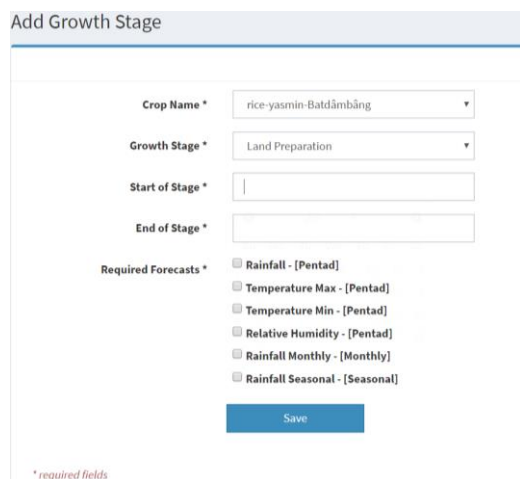 Add Growth Stage
Crop Name * rice-yasmin-Batdâmbâng
Growth Stage * Land Preparation
Start of Stage *
End of Stage *
Required Forecasts * Rainfall - [Pentad]
Temperature Max - [Pentad]
Temperature Min - [Pentad]
Relative Humidity - [Pentad]
Rainfall Monthly - [Monthly]
Rainfall Seasonal - [Seasonal]
Save
* required fields